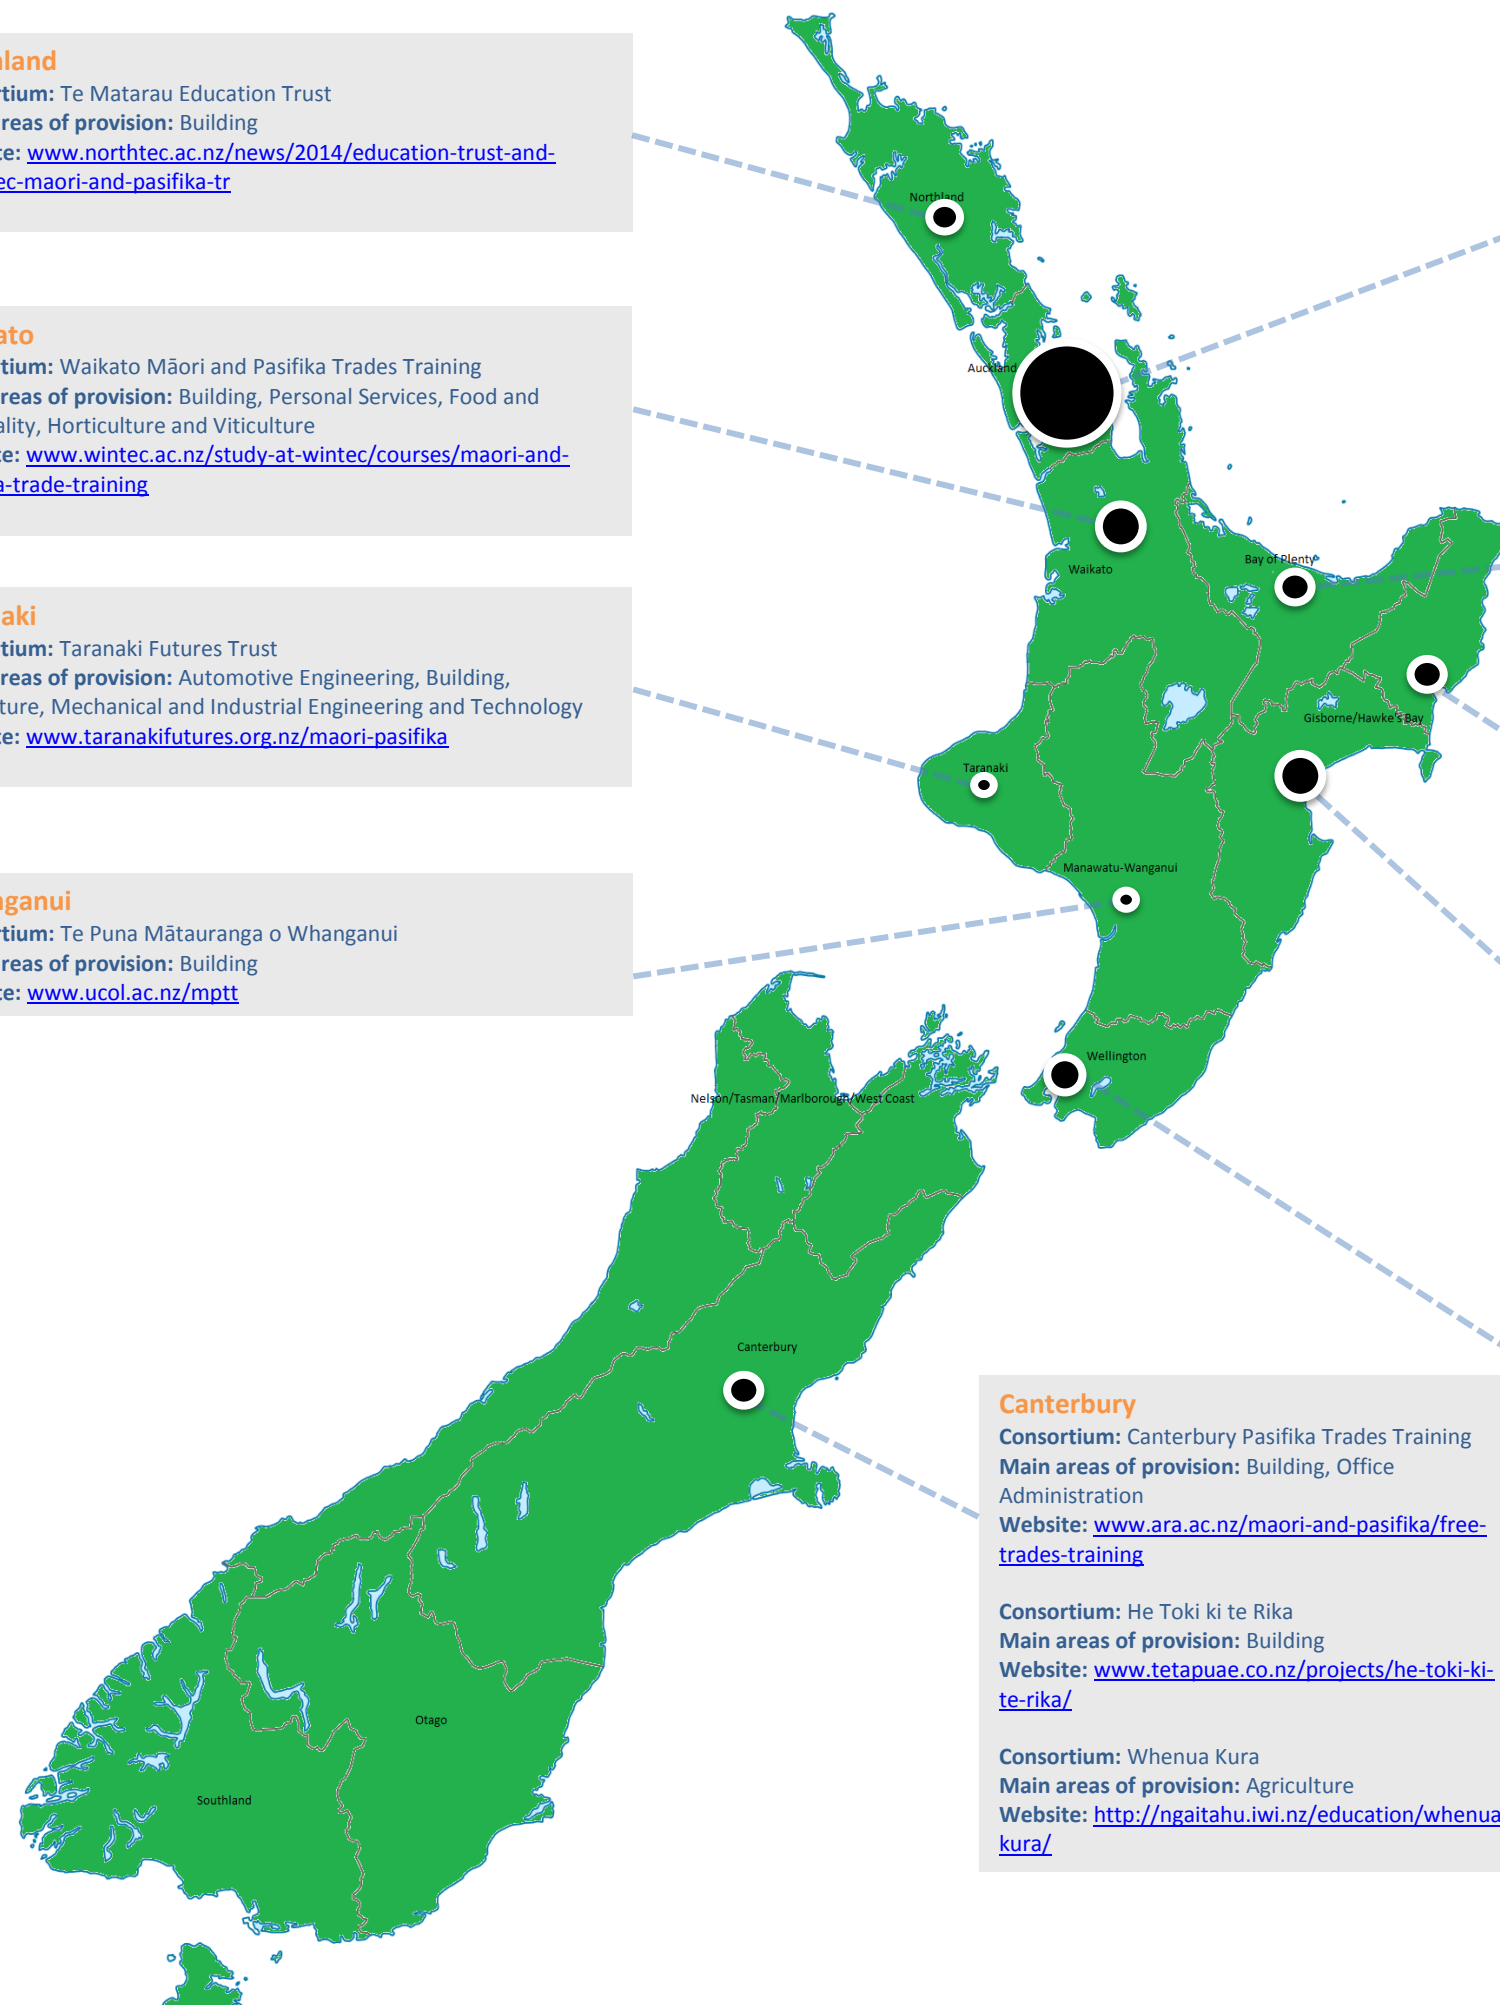 land
rtium: Te Matarau Education Trust
reas of provision: Building
te: www.northtec.ac.nz/news/2014/education-trust-and-
ec-maori-and-pasifika-tr
ato
tium: Waikato Māori and Pasifika Trades Training
reas of provision: Building, Personal Services, Food and
ality, Horticulture and Viticulture
te: www.wintec.ac.nz/study-at-wintec/courses/maori-and-
a-trade-training
aki
tium: Taranaki Futures Trust
reas of provision: Automotive Engineering, Building,
ture, Mechanical and Industrial Engineering and Technology
te: www.taranakifutures.org.nz/maori-pasifika
ganui
rtium: Te Puna Mātauranga o Whanganui
reas of provision: Building
te: www.ucol.ac.nz/mptt
Northland
Auckland
Waikato
Bay of Plenty
Gisborne/Hawke's Bay
Taranaki
Manawatu-Wanganui
Wellington
Nelson/Tasman/Marlborough/West Coast
Canterbury
Otago
Southland
Canterbury
Consortium: Canterbury Pasifika Trades Training
Main areas of provision: Building, Office
Administration
Website: www.ara.ac.nz/maori-and-pasifika/free-
trades-training
Consortium: He Toki ki te Rika
Main areas of provision: Building
Website: www.tetapuae.co.nz/projects/he-toki-ki-
te-rika/
Consortium: Whenua Kura
Main areas of provision: Agriculture
Website: http://ngaitahu.iwi.nz/education/whenua
kura/